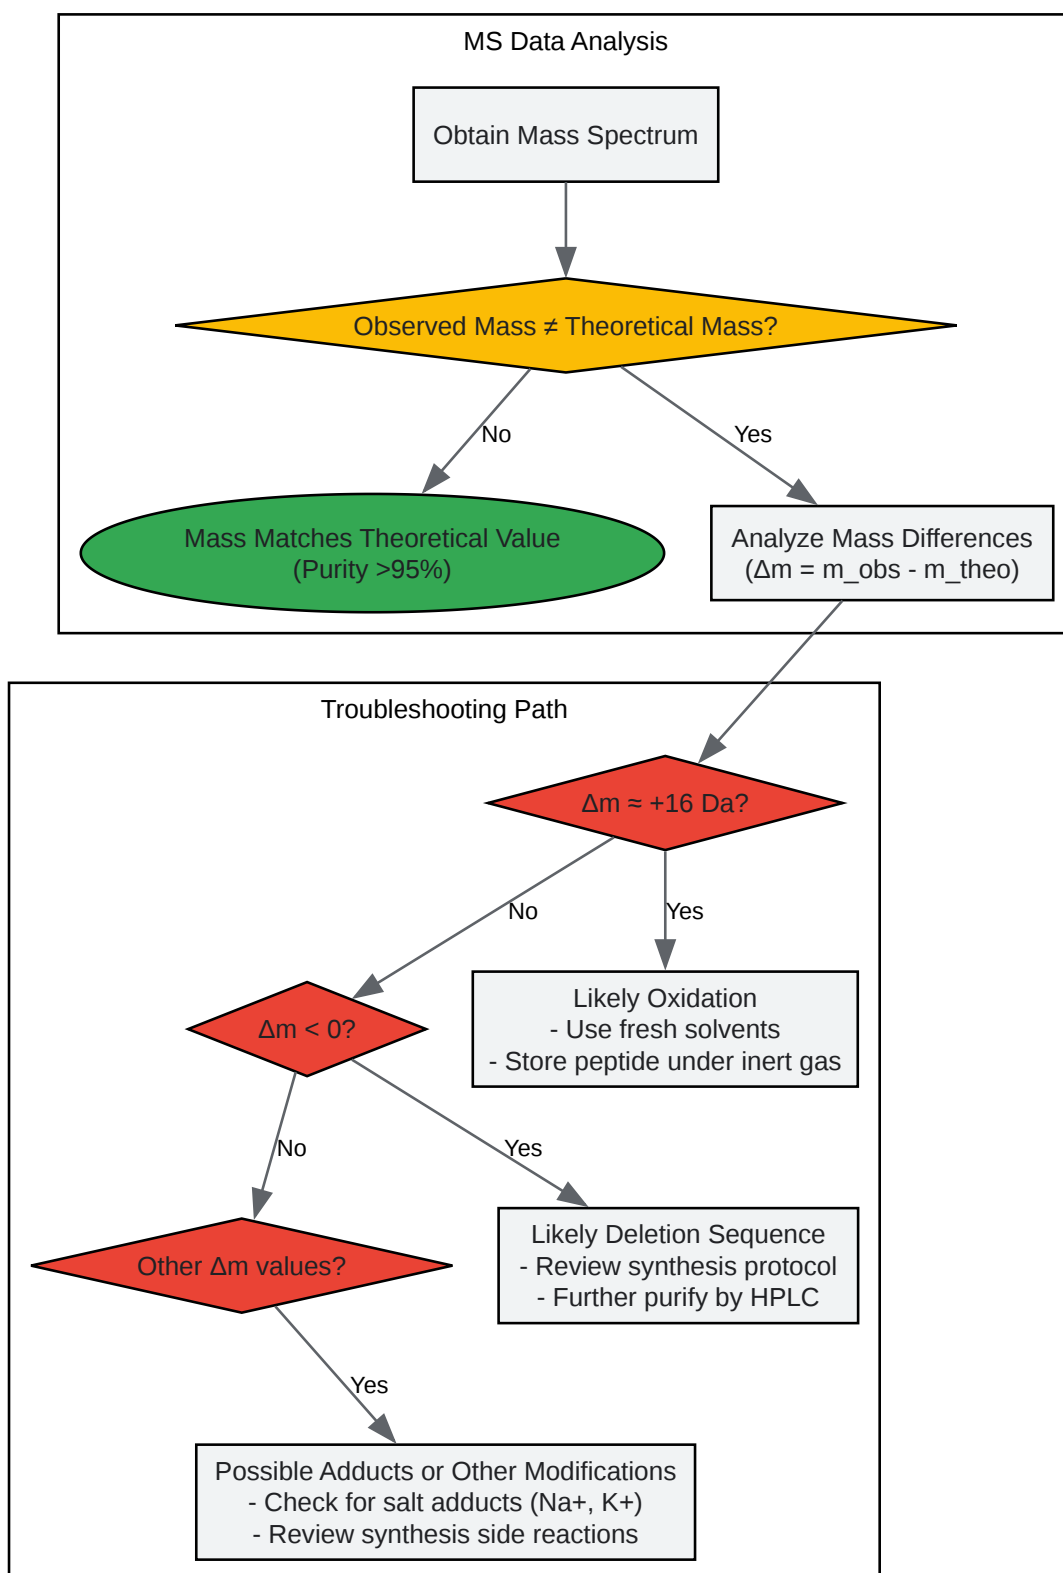 MS Data Analysis
Obtain Mass Spectrum
Observed Mass ≠ Theoretical Mass?
No
Yes
Mass Matches Theoretical Value
(Purity >95%)
Analyze Mass Differences
(Δm = m_obs - m_theo)
Troubleshooting Path
Δm ≈ +16 Da?
No
Yes
Likely Oxidation
- Use fresh solvents
- Store peptide under inert gas
Δm < 0?
No
Yes
Likely Deletion Sequence
- Review synthesis protocol
- Further purify by HPLC
Other Δm values?
Yes
Possible Adducts or Other Modifications
- Check for salt adducts (Na+, K+)
- Review synthesis side reactions